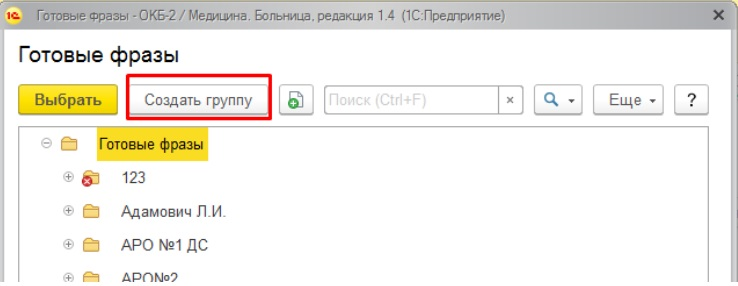 Готовые фразы - ОКБ-2 / Медицина. Больница, редакция 1.4 (1С:Предприятие)
Готовые фразы
Выбрать Создать группу Поиск (Ctrl+F) × Еще ?
Готовые фразы
123
Адамович Л.И.
АРО №1 ДС
АРО№2